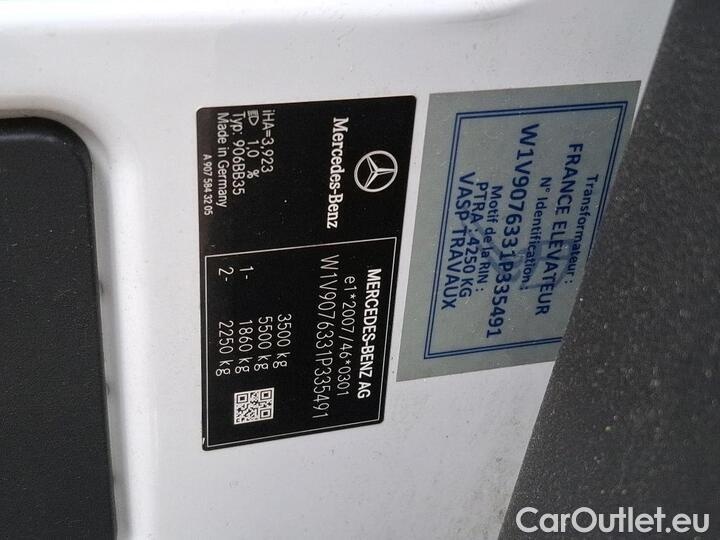 Mercedes-Benz
iHA=3,923
1,0 %
Typ: 906BB35
Made in Germany
A 907 584 32 05
MERCEDES-BENZ AG
e1*2007/46*0301
W1V9076331P335491
3500 kg
5500 kg
1- 1860 kg
2- 2250 kg
Transformateur :
FRANCE ELEVATEUR
N° Identification :
W1V9076331P335491
Motif de la RIN :
PTRA : 4250 KG
VASP TRAVAUX
CarOutlet.eu